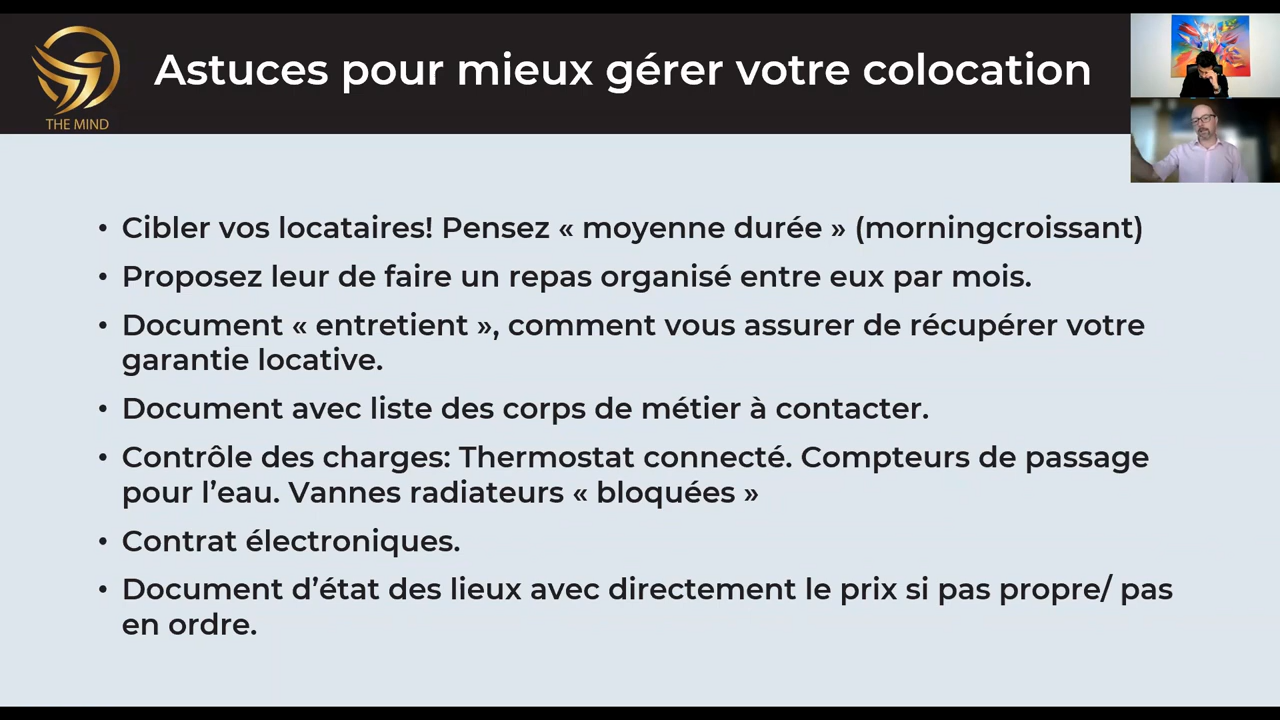 THE MIND
Astuces pour mieux gérer votre colocation
• Cibler vos locataires! Pensez « moyenne durée » (morningcroissant)
• Proposez leur de faire un repas organisé entre eux par mois.
• Document « entretient », comment vous assurer de récupérer votre
garantie locative.
• Document avec liste des corps de métier à contacter.
• Contrôle des charges: Thermostat connecté. Compteurs de passage
pour l’eau. Vannes radiateurs « bloquées »
• Contrat électroniques.
• Document d’état des lieux avec directement le prix si pas propre/ pas
en ordre.